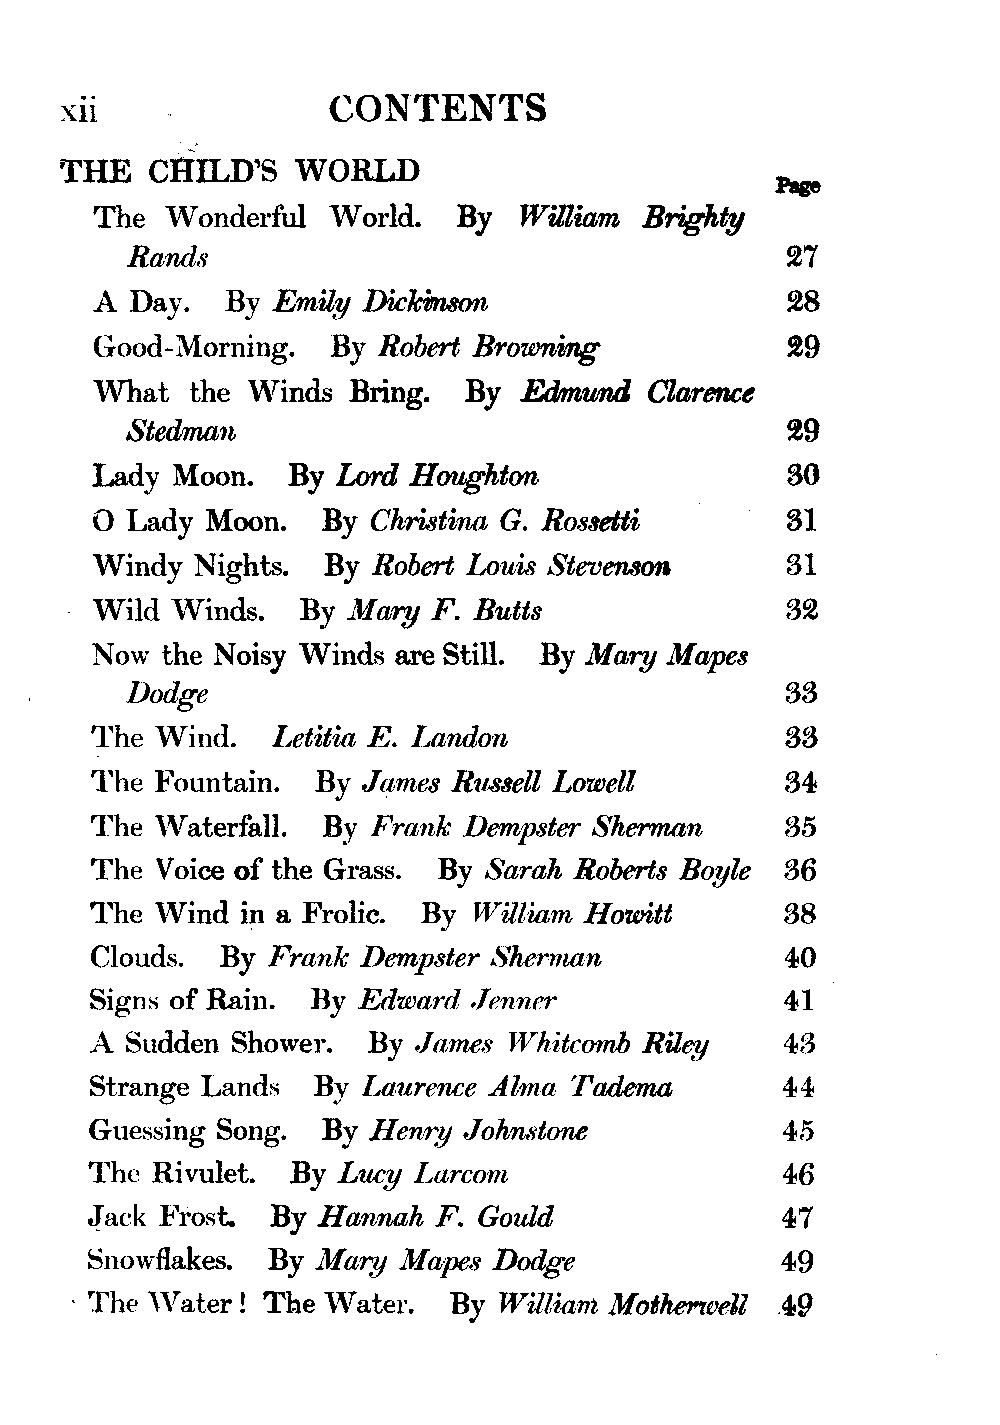 xii CONTENTS
THE CHILD'S WORLD
Page
The Wonderful World. By William Brighty
Rands 27
A Day. By Emily Dickinson 28
Good-Morning. By Robert Browning 29
What the Winds Bring. By Edmund Clarence
Stedman 29
Lady Moon. By Lord Houghton 30
O Lady Moon. By Christina G. Rossetti 31
Windy Nights. By Robert Louis Stevenson 31
Wild Winds. By Mary F. Butts 32
Now the Noisy Winds are Still. By Mary Mapes
Dodge 33
The Wind. Letitia E. Landon 33
The Fountain. By James Russell Lowell 34
The Waterfall. By Frank Dempster Sherman 35
The Voice of the Grass. By Sarah Roberts Boyle 36
The Wind in a Frolic. By William Howitt 38
Clouds. By Frank Dempster Sherman 40
Signs of Rain. By Edward Jenner 41
A Sudden Shower. By James Whitcomb Riley 43
Strange Lands By Laurence Alma Tadema 44
Guessing Song. By Henry Johnstone 45
The Rivulet. By Lucy Larcom 46
Jack Frost. By Hannah F. Gould 47
Snowflakes. By Mary Mapes Dodge 49
The Water! The Water. By William Motherwell 49